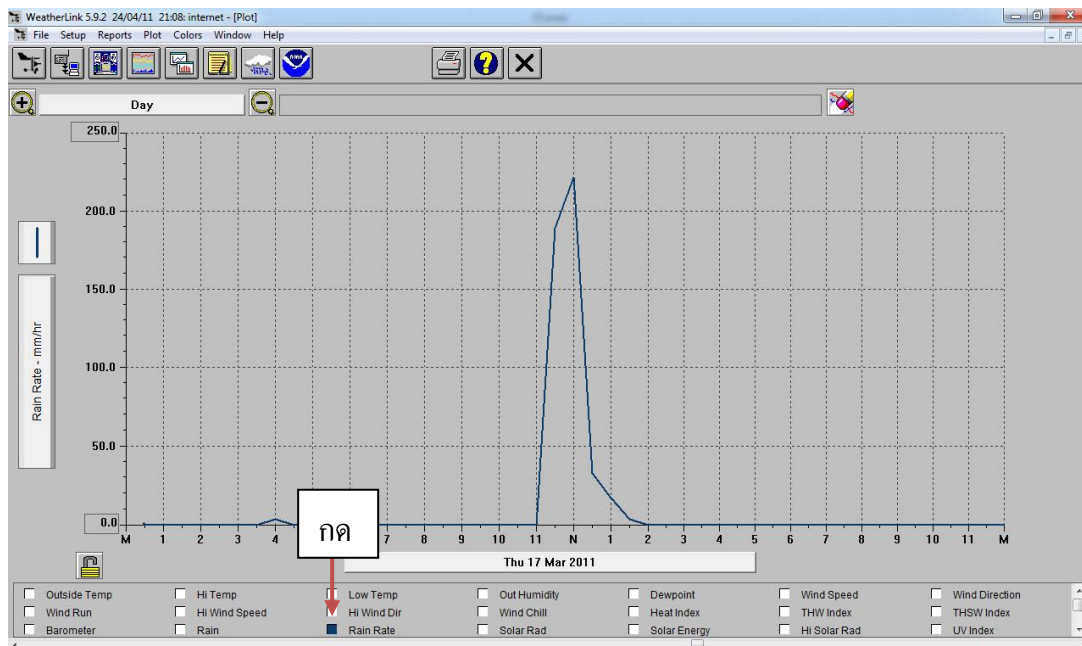 WeatherLink 5.9.2 24/04/11 21:08: internet - [Plot]
File Setup Reports Plot Colors Window Help
Day
250.0
200.0
150.0
100.0
50.0
0.0
Rain Rate - mm/hr
M 1 2 3 4 7 8 9 10 11 N 1 2 3 4 5 6 7 8 9 10 11 M
กด
Thu 17 Mar 2011
Outside Temp Hi Temp Low Temp Out Humidity Dewpoint Wind Speed Wind Direction
Wind Run Hi Wind Speed Hi Wind Dir Wind Chill Heat Index THW Index THSW Index
Barometer Rain Rain Rate Solar Rad Solar Energy Hi Solar Rad UV Index